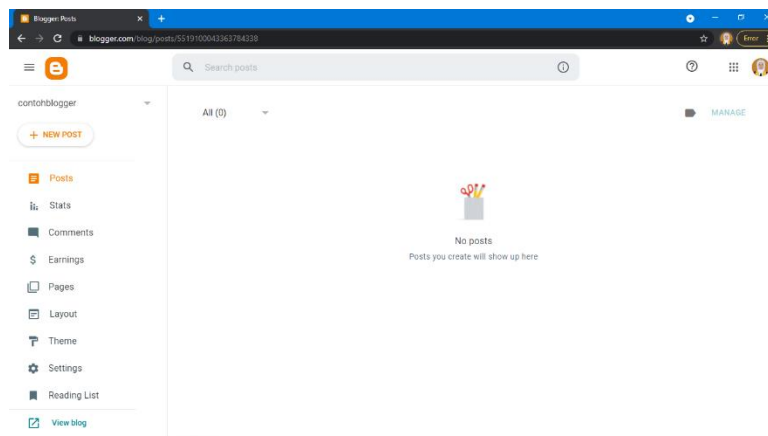 Blogger: Posts
blogger.com/blog/posts/5519100043363784338
Error
Search posts
contohblogger
All (0)
MANAGE
NEW POST
Posts
Stats
Comments
Earnings
Pages
Layout
Theme
Settings
Reading List
View blog
No posts
Posts you create will show up here